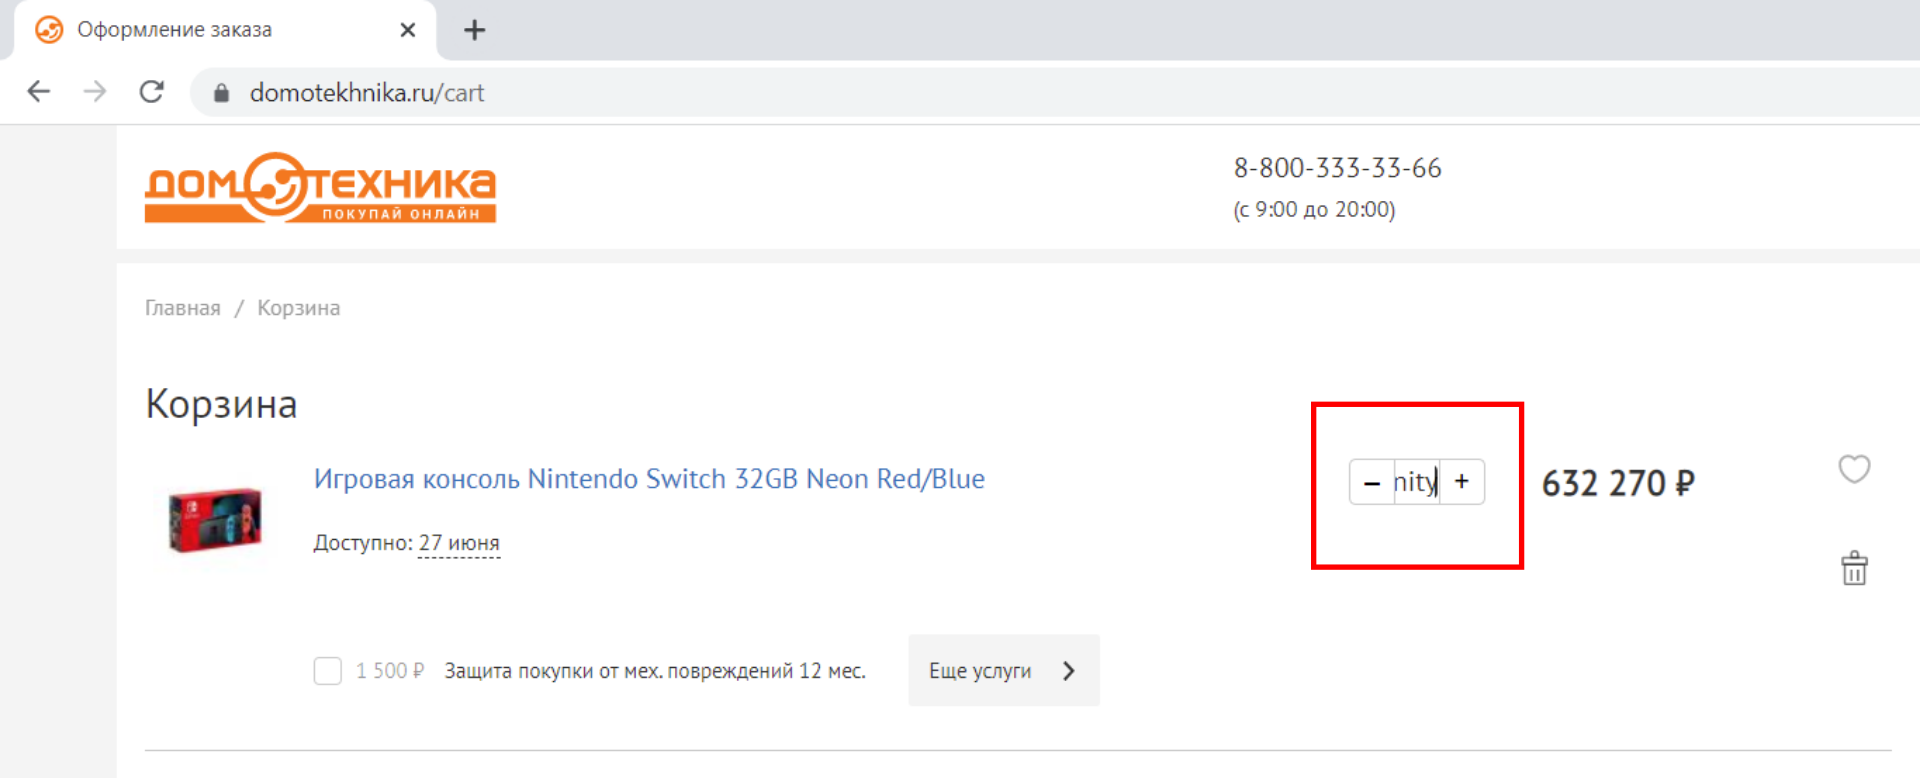 Оформление заказа
domotekhnika.ru/cart
ДОМОТЕХНИКА
ПОКУПАЙ ОНЛАЙН
8-800-333-33-66
(с 9:00 до 20:00)
Главная / Корзина
Корзина
Игровая консоль Nintendo Switch 32GB Neon Red/Blue
– nity + 632 270 ₽
Доступно: 27 июня
1 500 ₽ Защита покупки от мех. повреждений 12 мес. Еще услуги